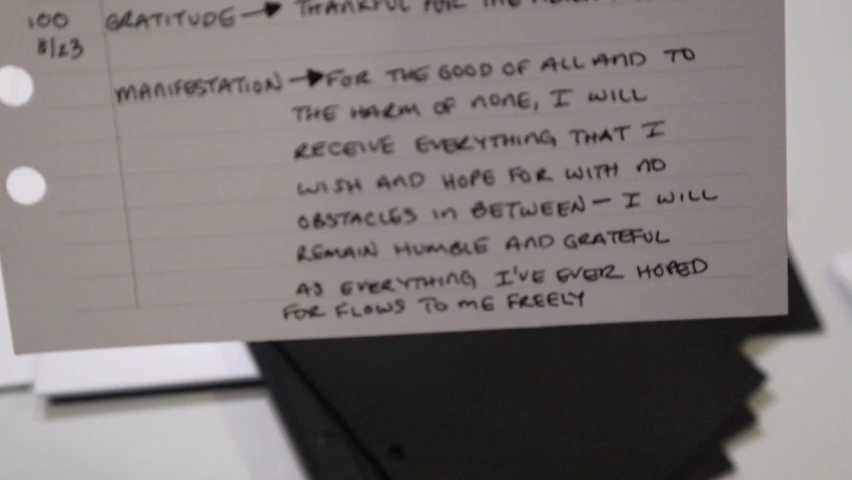 100 GRATITUDE → THANKFUL FOR THE
8/23
MANIFESTATION → FOR THE GOOD OF ALL AND TO
THE HARM OF NONE, I WILL
RECEIVE EVERYTHING THAT I
WISH AND HOPE FOR WITH NO
OBSTACLES IN BETWEEN - I WILL
REMAIN HUMBLE AND GRATEFUL
AS EVERYTHING I'VE EVER HOPED
FOR FLOWS TO ME FREELY